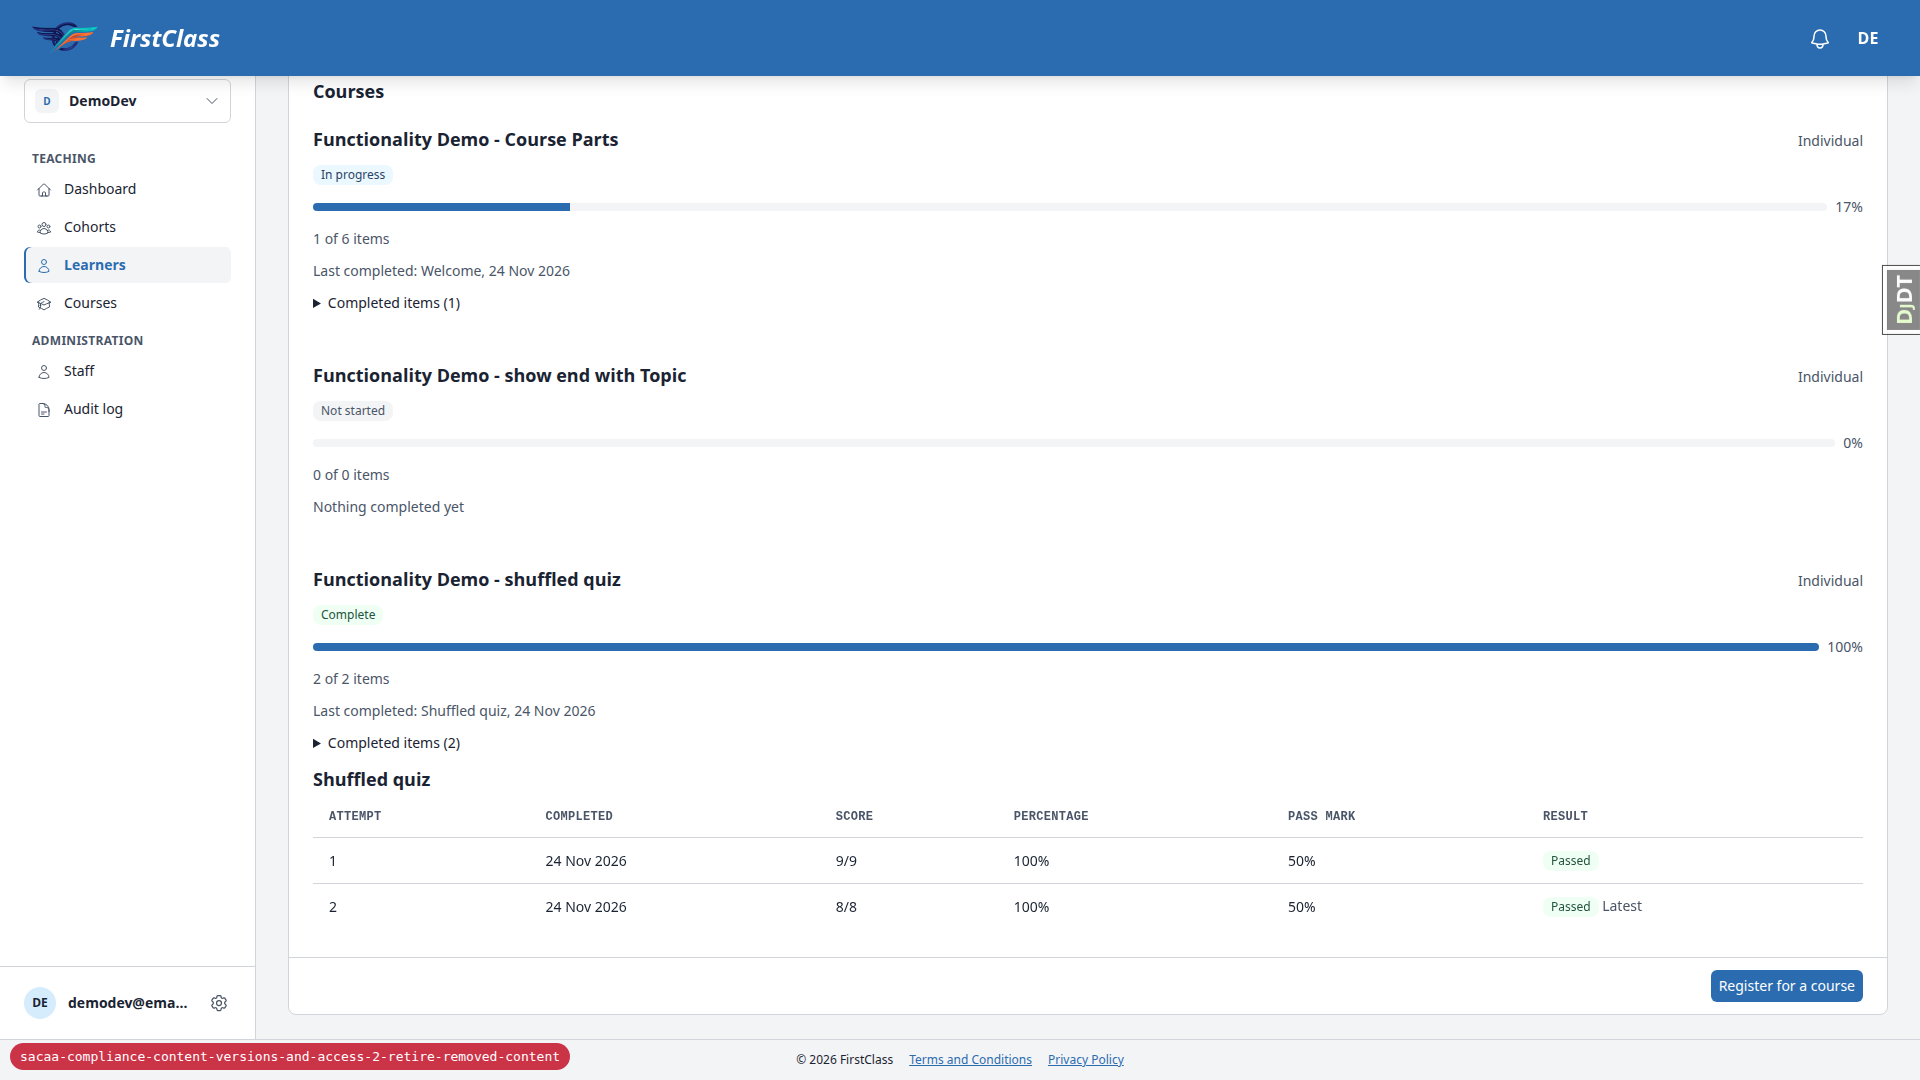 FirstClass
DE
D DemoDev
TEACHING
Dashboard
Cohorts
Learners
Courses
ADMINISTRATION
Staff
Audit log
DE demodev@ema...
Courses
Functionality Demo - Course Parts Individual
In progress
17%
1 of 6 items
Last completed: Welcome, 24 Nov 2026
Completed items (1)
Functionality Demo - show end with Topic Individual
Not started
0%
0 of 0 items
Nothing completed yet
Functionality Demo - shuffled quiz Individual
Complete
100%
2 of 2 items
Last completed: Shuffled quiz, 24 Nov 2026
Completed items (2)
Shuffled quiz
ATTEMPT COMPLETED SCORE PERCENTAGE PASS MARK RESULT
1 24 Nov 2026 9/9 100% 50% Passed
2 24 Nov 2026 8/8 100% 50% Passed Latest
Register for a course
DJDT
sacaa-compliance-content-versions-and-access-2-retire-removed-content
© 2026 FirstClass Terms and Conditions Privacy Policy